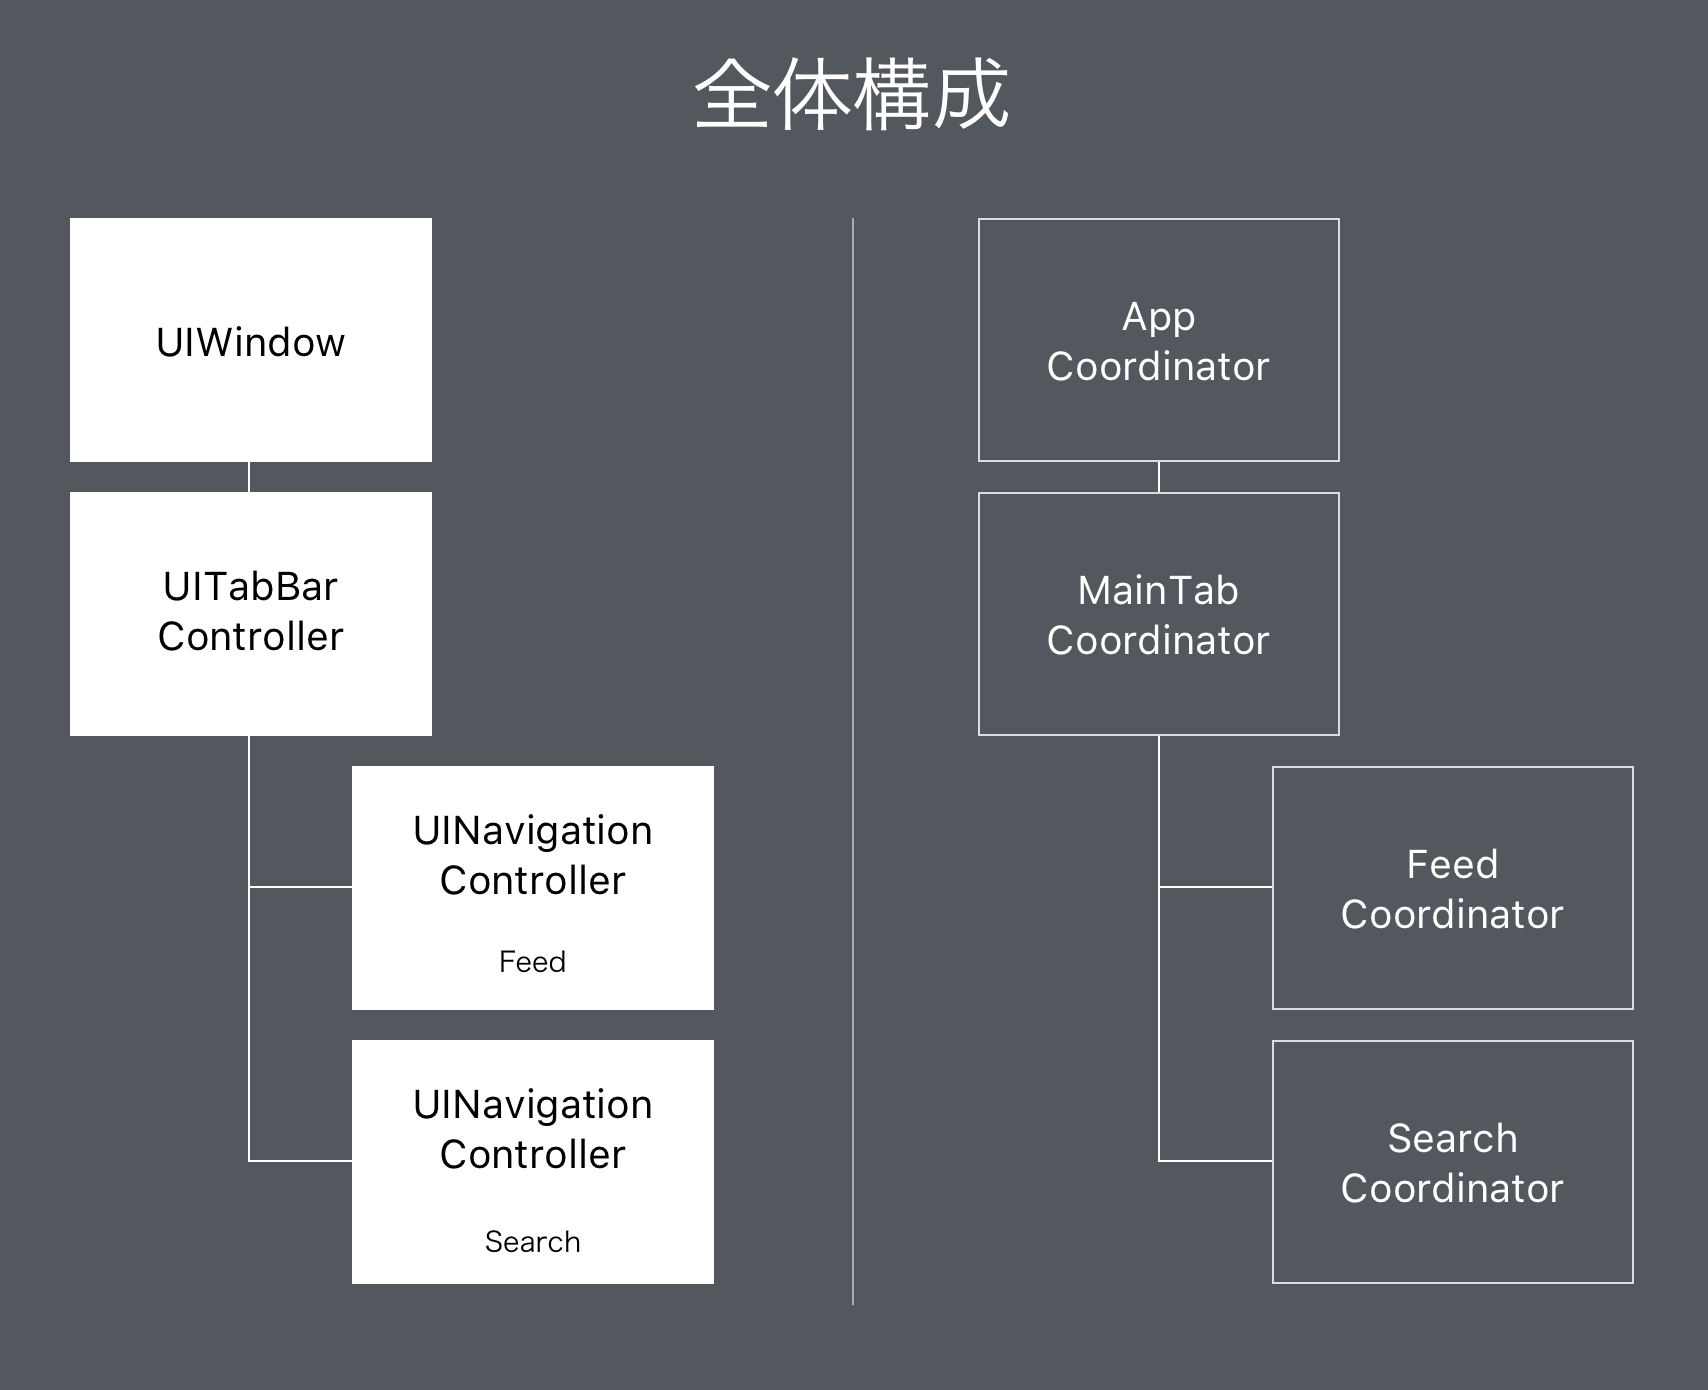 全体構成
UIWindow
UITabBar
Controller
UINavigation
Controller
Feed
UINavigation
Controller
Search
App
Coordinator
MainTab
Coordinator
Feed
Coordinator
Search
Coordinator